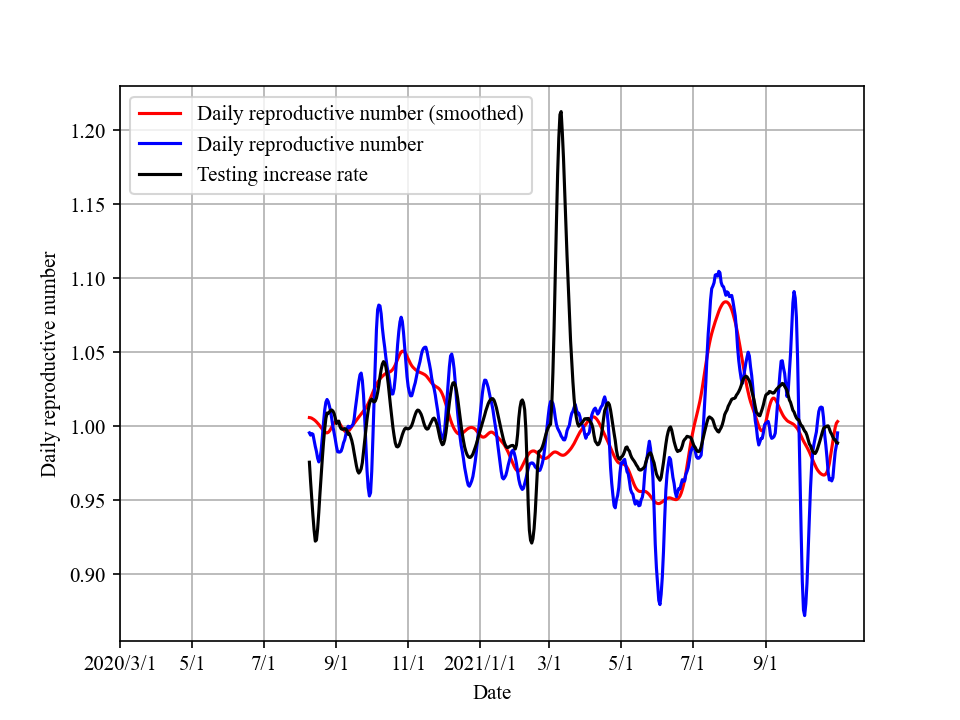 Daily reproductive number (smoothed)
Daily reproductive number
Testing increase rate
Daily reproductive number
1.20
1.15
1.10
1.05
1.00
0.95
0.90
2020/3/1 5/1 7/1 9/1 11/1 2021/1/1 3/1 5/1 7/1 9/1
Date